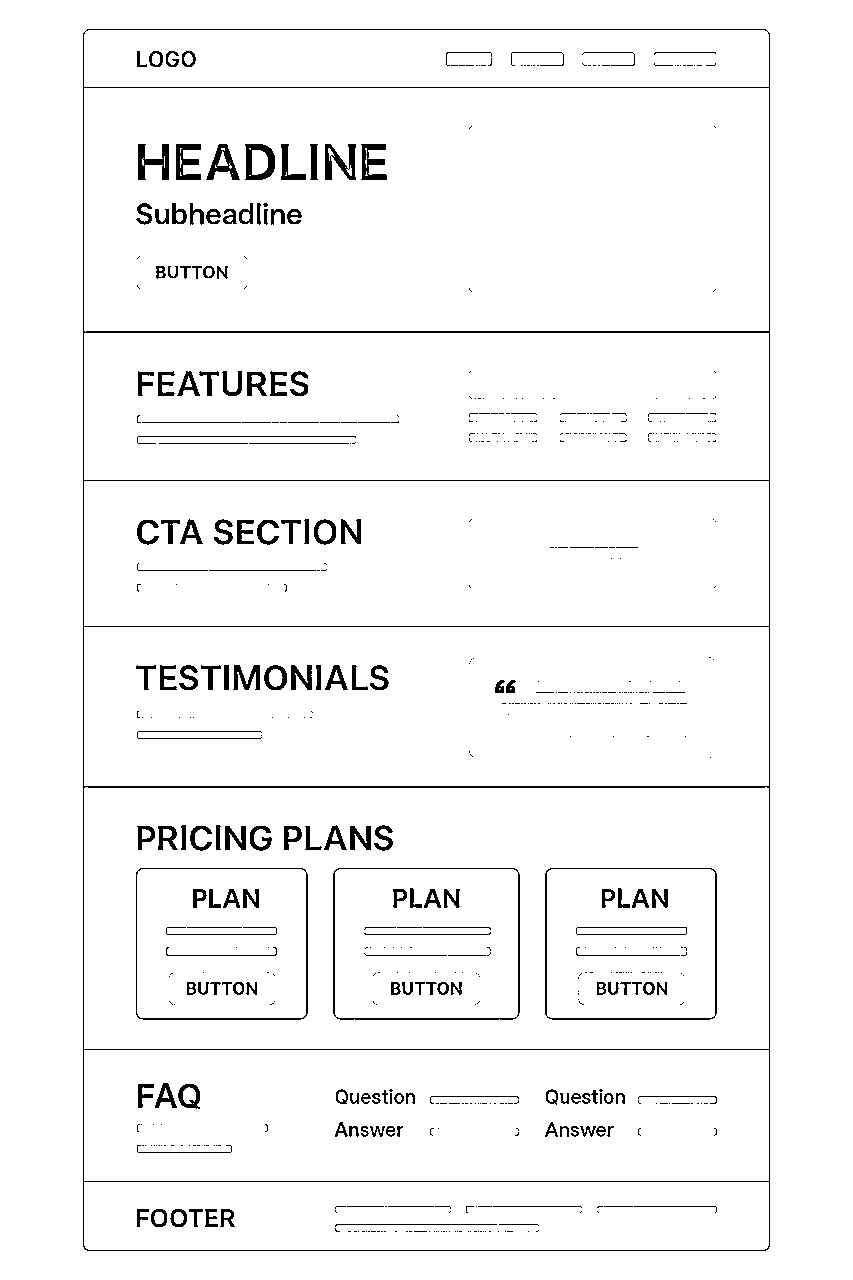 LOGO
HEADLINE
Subheadline
BUTTON
FEATURES
CTA SECTION
TESTIMONIALS
“
PRICING PLANS
PLAN PLAN PLAN
BUTTON BUTTON BUTTON
FAQ
Question Question
Answer Answer
FOOTER